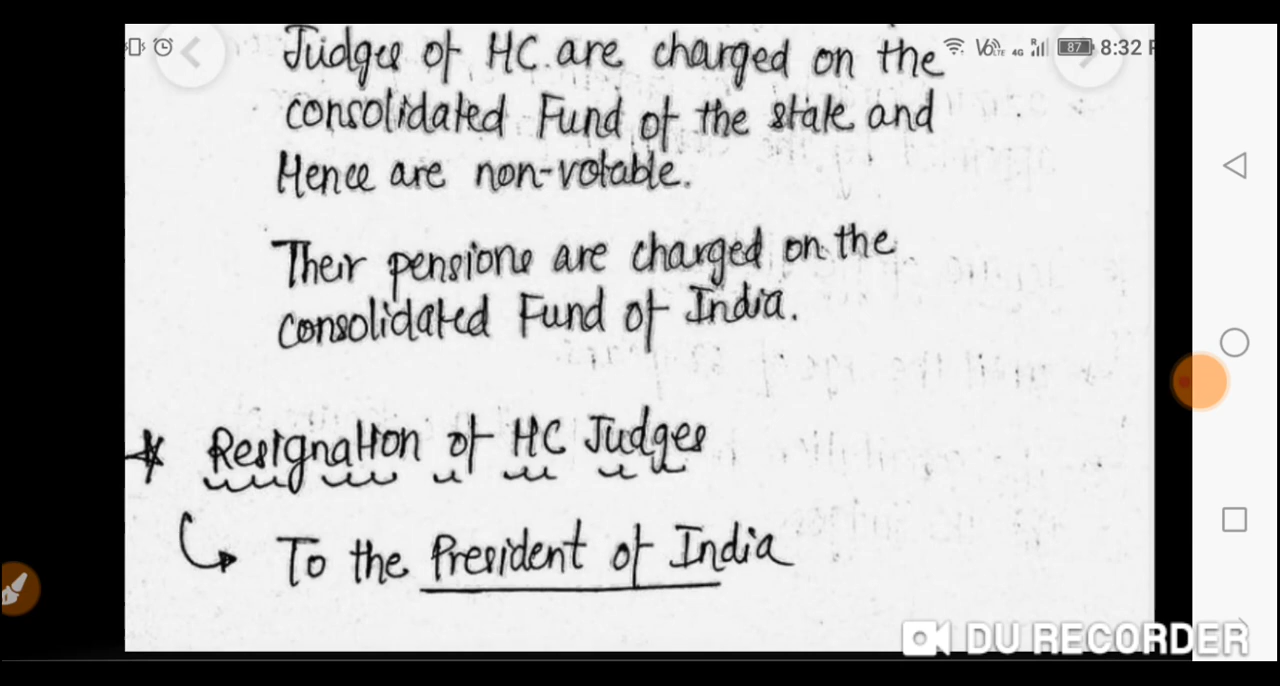 8:32
87
4G
Judges of HC are charged on the
consolidated Fund of the state and
Hence are non-votable.
Their pensions are charged on the
consolidated Fund of India.
* Resignation of HC Judges
To the President of India
DU RECORDER